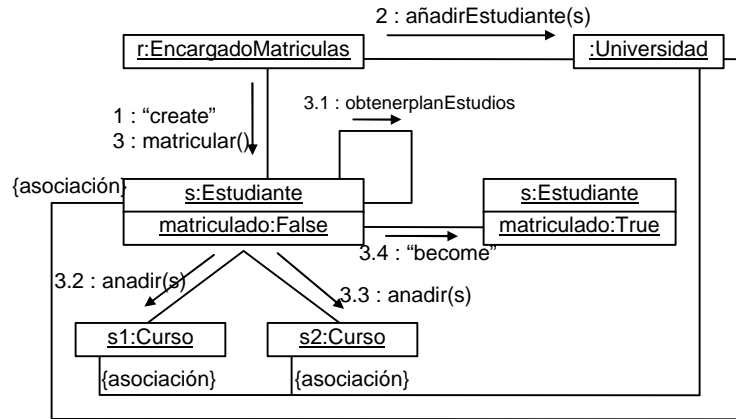 2 : añadirEstudiante(s)
r:EncargadoMatriculas
:Universidad
3.1 : obtenerplanEstudios
1 : “create”
3 : matricular()
{asociación}
s:Estudiante
matriculado:False
s:Estudiante
matriculado:True
3.4 : “become”
3.2 : anadir(s)
3.3 : anadir(s)
s1:Curso
s2:Curso
{asociación}
{asociación}